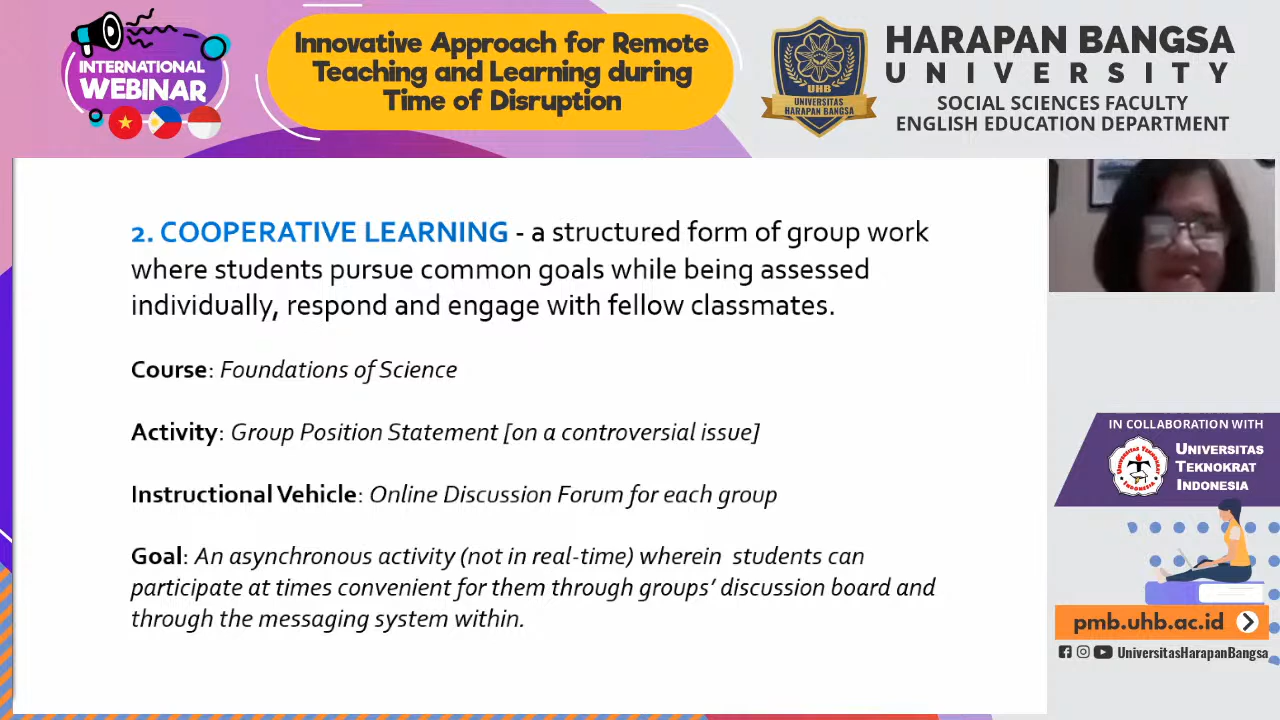 INTERNATIONAL
WEBINAR
Innovative Approach for Remote
Teaching and Learning during
Time of Disruption
UHB
UNIVERSITAS
HARAPAN BANGSA
HARAPAN BANGSA
UNIVERSITY
SOCIAL SCIENCES FACULTY
ENGLISH EDUCATION DEPARTMENT
2. COOPERATIVE LEARNING - a structured form of group work
where students pursue common goals while being assessed
individually, respond and engage with fellow classmates.
Course: Foundations of Science
Activity: Group Position Statement [on a controversial issue]
Instructional Vehicle: Online Discussion Forum for each group
Goal: An asynchronous activity (not in real-time) wherein students can
participate at times convenient for them through groups' discussion board and
through the messaging system within.
IN COLLABORATION WITH
UNIVERSITAS
TEKNOKRAT
INDONESIA
UNIVERSITAS TEKNOKRAT
INDONESIA
pmb.uhb.ac.id
UniversitasHarapanBangsa